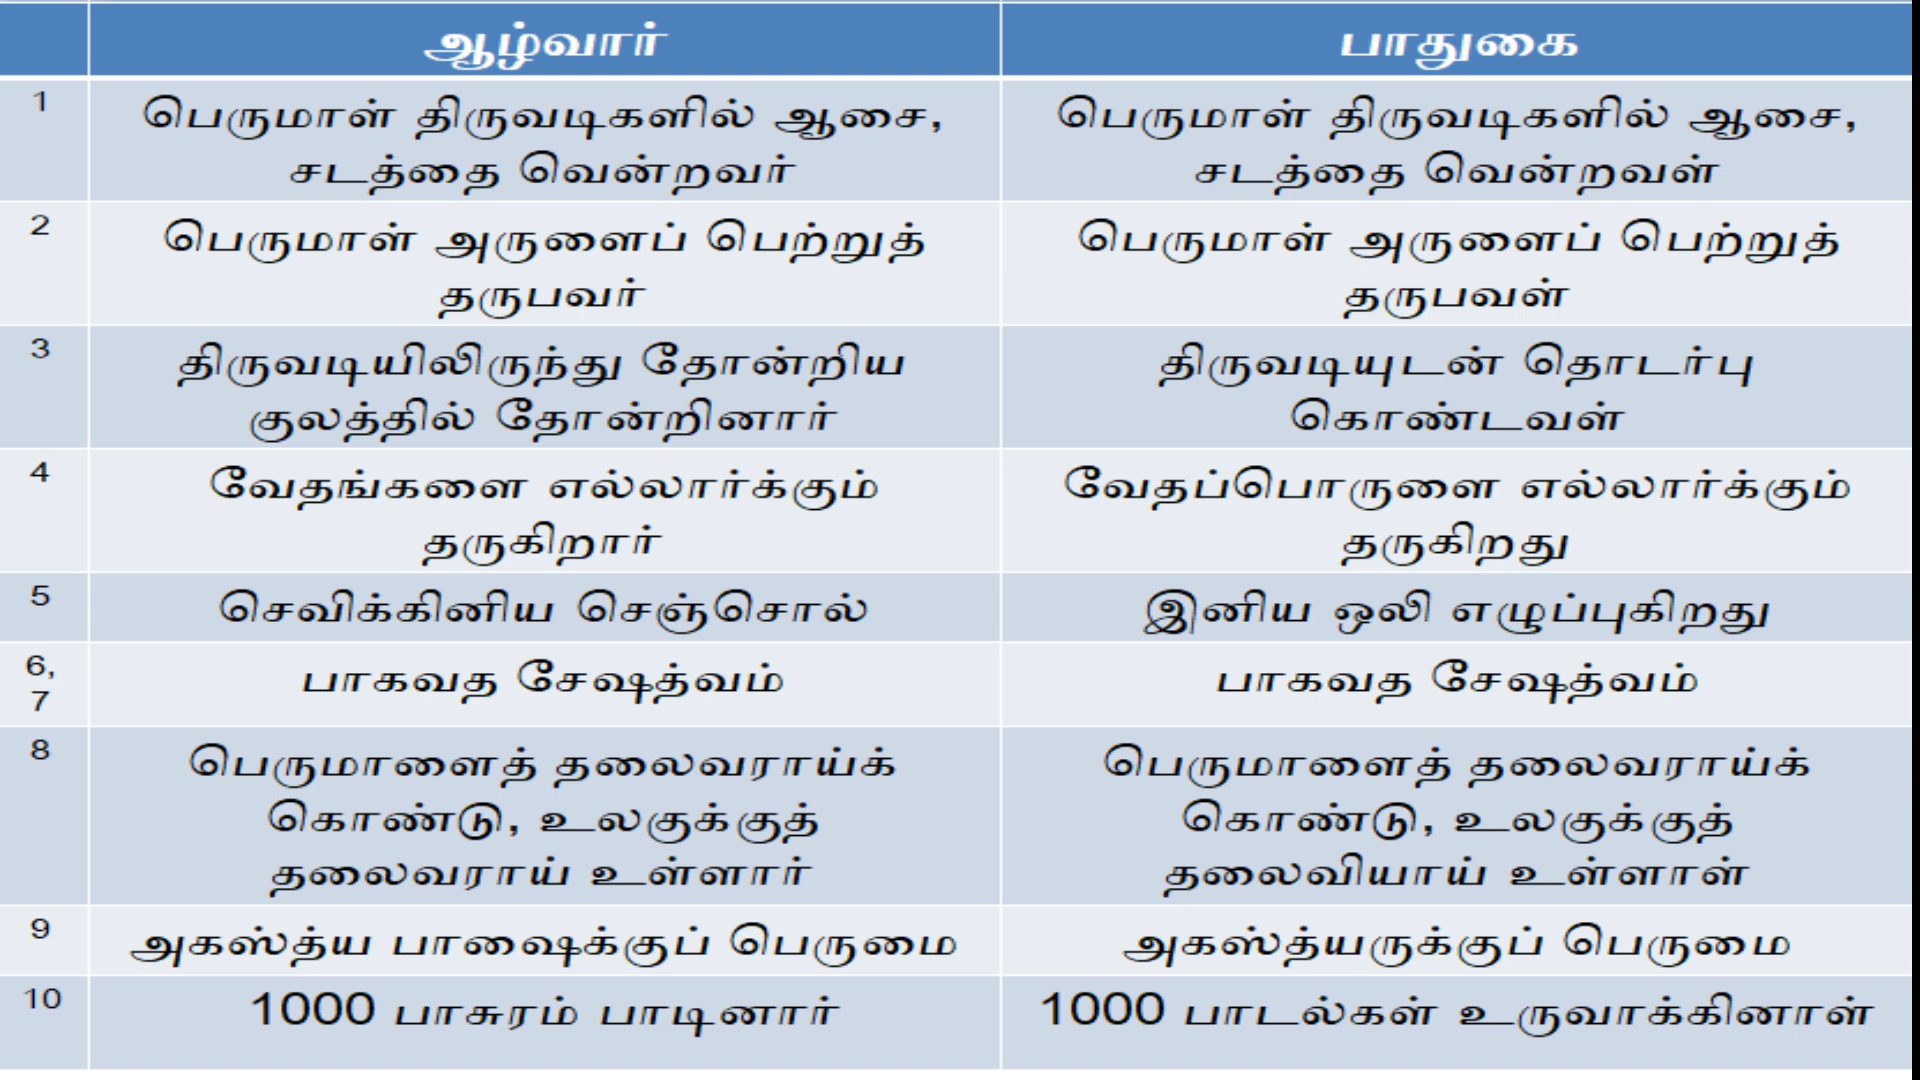 ஆழ்வார் பாதுகை
1 பெருமாள் திருவடிகளில் ஆசை, பெருமாள் திருவடிகளில் ஆசை,
சடத்தை வென்றவர் சடத்தை வென்றவள்
2 பெருமாள் அருளைப் பெற்றுத் பெருமாள் அருளைப் பெற்றுத்
தருபவர் தருபவள்
3 திருவடியிலிருந்து தோன்றிய திருவடியுடன் தொடர்பு
குலத்தில் தோன்றினார் கொண்டவள்
4 வேதங்களை எல்லார்க்கும் வேதப்பொருளை எல்லார்க்கும்
தருகிறார் தருகிறது
5 செவிக்கினிய செஞ்சொல் இனிய ஒலி எழுப்புகிறது
6, பாகவத சேஷத்வம் பாகவத சேஷத்வம்
7
8 பெருமாளைத் தலைவராய்க் பெருமாளைத் தலைவராய்க்
கொண்டு, உலகுக்குத் கொண்டு, உலகுக்குத்
தலைவராய் உள்ளார் தலைவியாய் உள்ளாள்
9 அகஸ்த்ய பாஷைக்குப் பெருமை அகஸ்த்யருக்குப் பெருமை
10 1000 பாசுரம் பாடினார் 1000 பாடல்கள் உருவாக்கினாள்